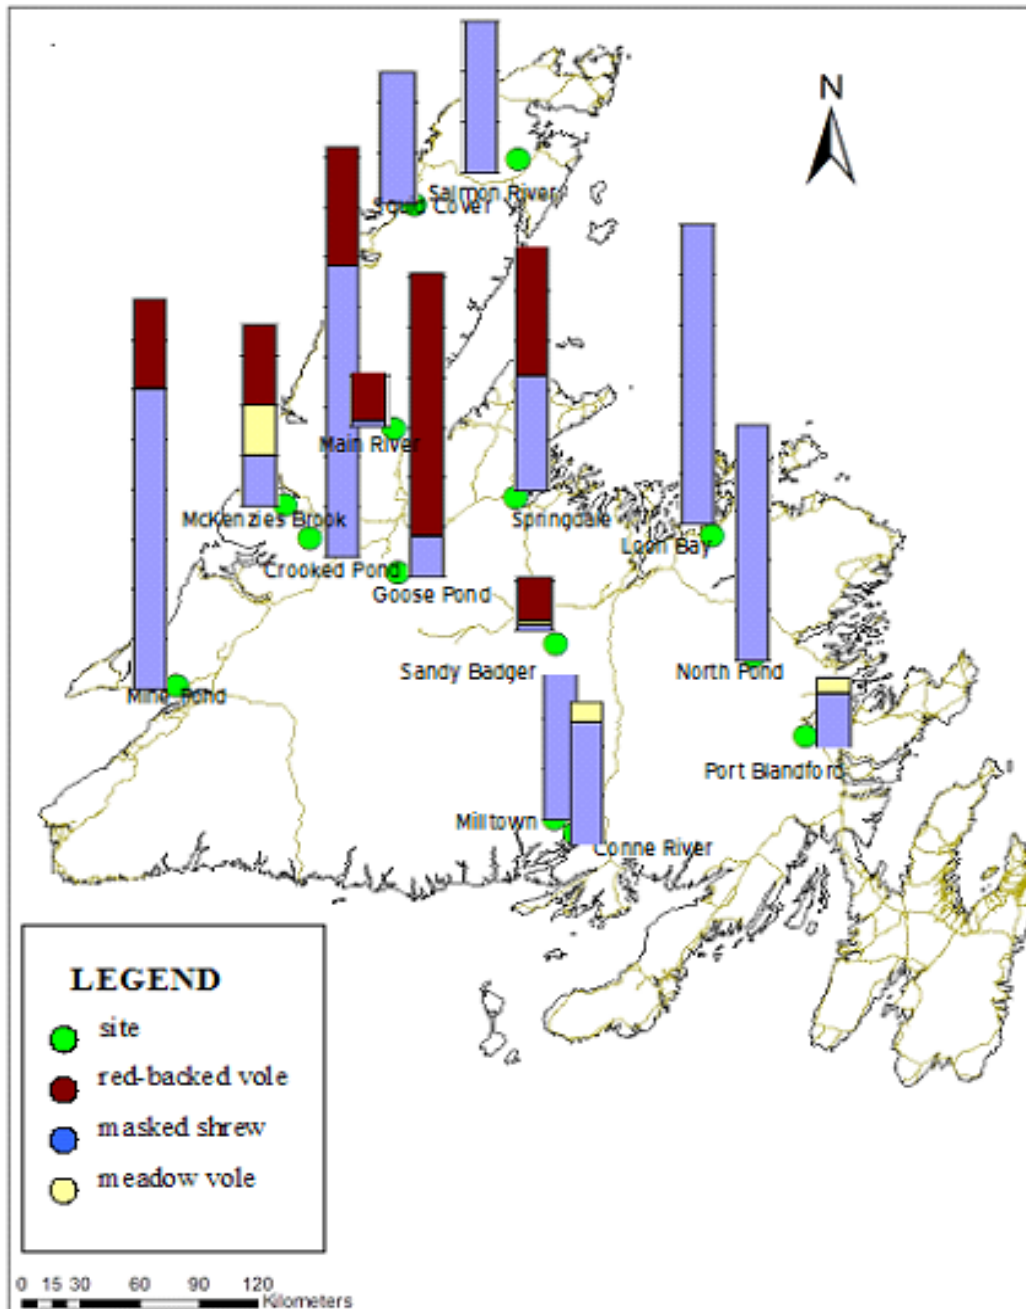 N
Salmon River
Squid Cover
Main River
McKenzies Brook
Springdale
Loon Bay
Crooked Pond
Goose Pond
Sandy Badger
North Pond
Mine Pond
Port Blandford
Milltown
Conne River
LEGEND
site
red-backed vole
masked shrew
meadow vole
0 15 30 60 90 120
Kilometers